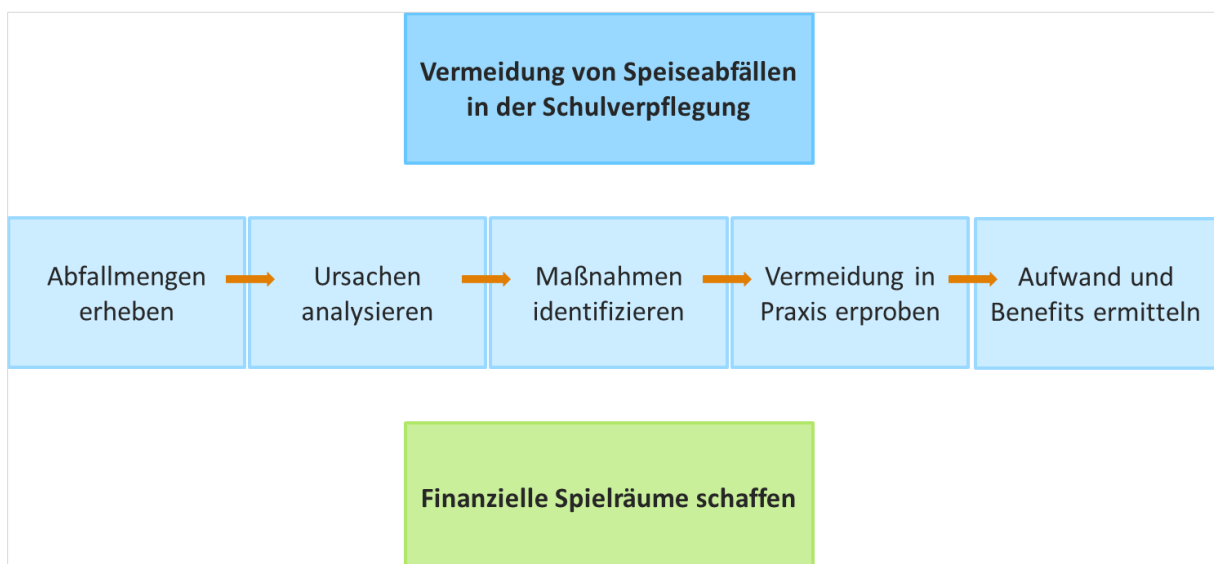 Vermeidung von Speiseabfällen
in der Schulverpflegung
Abfallmengen
erheben
Ursachen
analysieren
Maßnahmen
identifizieren
Vermeidung in
Praxis erproben
Aufwand und
Benefits ermitteln
Finanzielle Spielräume schaffen